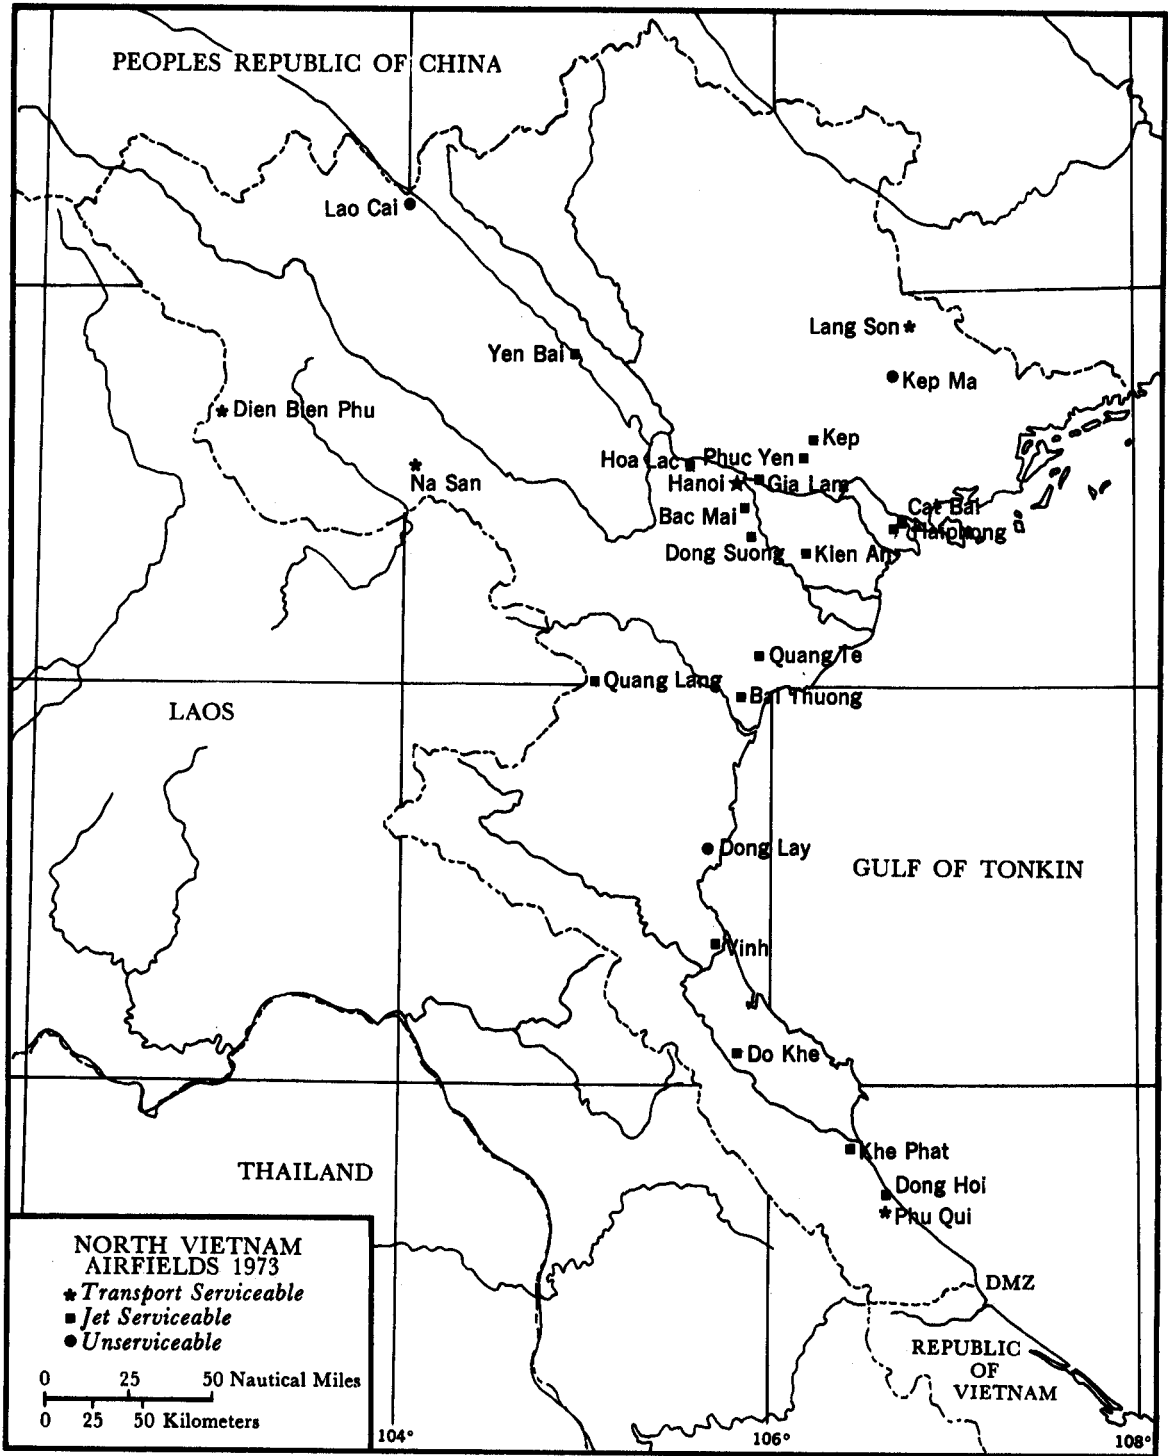 PEOPLES REPUBLIC OF CHINA
Lao Cai
Lang Son
Yen Bai
Kep Ma
Dien Bien Phu
Kep
Hoa Lac
Phuc Yen
Na San
Hanoi
Gia Lam
Cat Bai
Bac Mai
Haiphong
Dong Suong
Kien An
Quang Te
Quang Lang
Bai Thuong
LAOS
Dong Lay
GULF OF TONKIN
Vinh
Do Khe
Khe Phat
THAILAND
Dong Hoi
Phu Qui
DMZ
REPUBLIC
OF
VIETNAM
NORTH VIETNAM
AIRFIELDS 1973
Transport Serviceable
Jet Serviceable
Unserviceable
0 25 50 Nautical Miles
0 25 50 Kilometers
104° 106° 108°